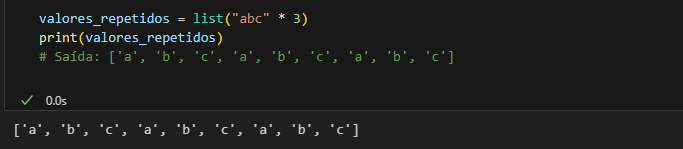 valores_repetidos = list("abc" * 3)
print(valores_repetidos)
# Saída: ['a', 'b', 'c', 'a', 'b', 'c', 'a', 'b', 'c']
0.0s
['a', 'b', 'c', 'a', 'b', 'c', 'a', 'b', 'c']